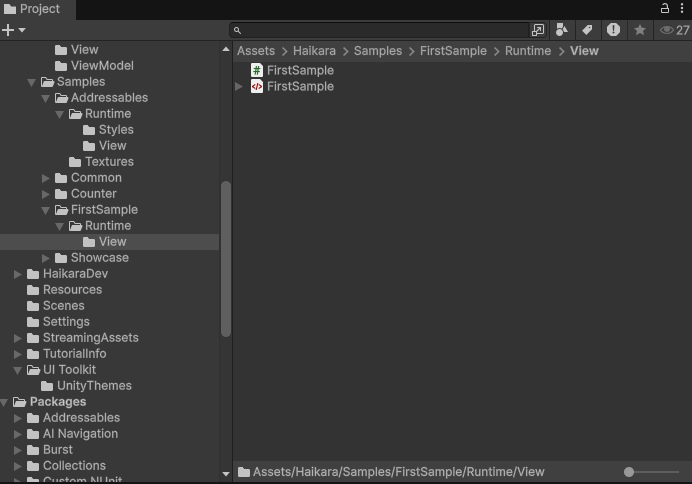 Project
27
View
ViewModel
Samples
Addressables
Runtime
Styles
View
Textures
Common
Counter
FirstSample
Runtime
View
Showcase
HaikaraDev
Resources
Scenes
Settings
StreamingAssets
TutorialInfo
UI Toolkit
UnityThemes
Packages
Addressables
AI Navigation
Burst
Collections
Custom NUnit
Assets > Haikara > Samples > FirstSample > Runtime > View
FirstSample
FirstSample
Assets/Haikara/Samples/FirstSample/Runtime/View